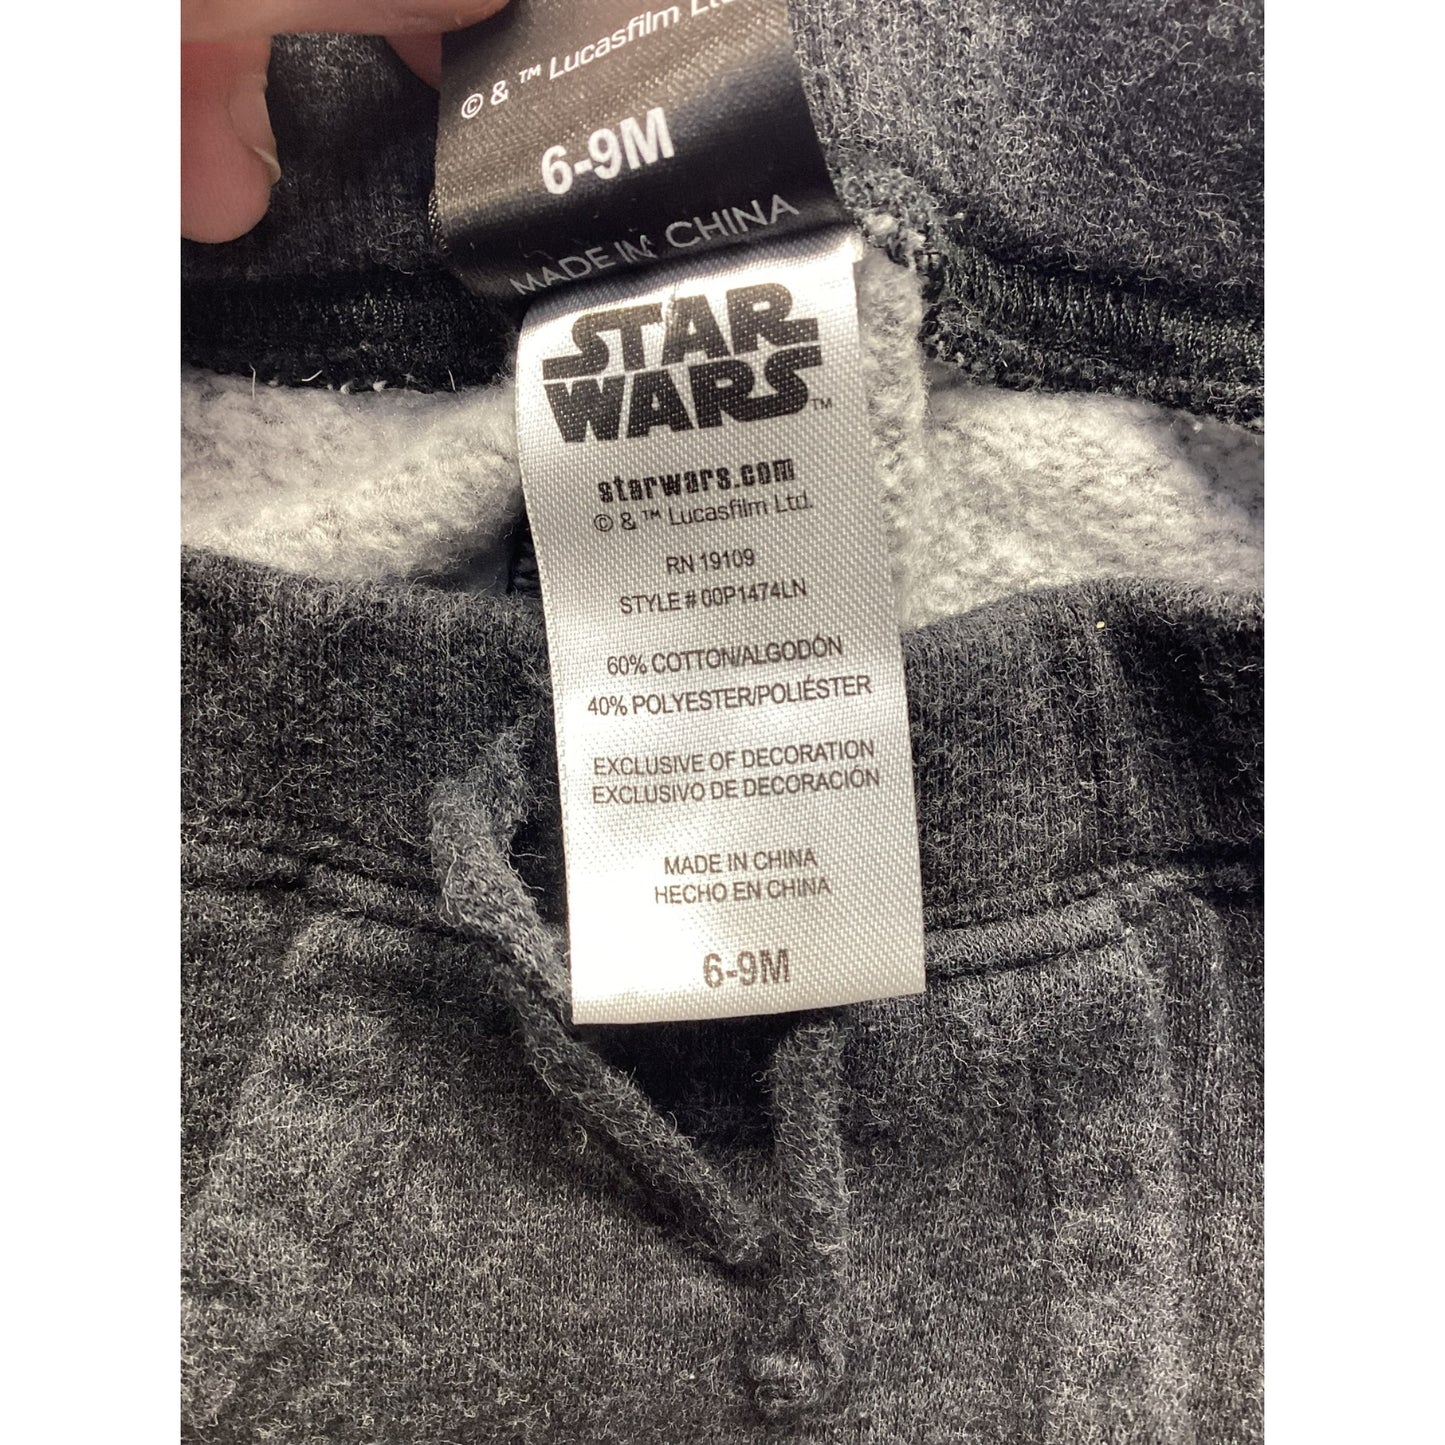 © & ™ Lucasfilm Ltd.
6-9M
MADE IN CHINA
STAR
WARS™
starwars.com
© & ™ Lucasfilm Ltd.
RN 19109
STYLE # 00P1474LN
60% COTTON/ALGODÓN
40% POLYESTER/POLIÉSTER
EXCLUSIVE OF DECORATION
EXCLUSIVO DE DECORACIÓN
MADE IN CHINA
HECHO EN CHINA
6-9M